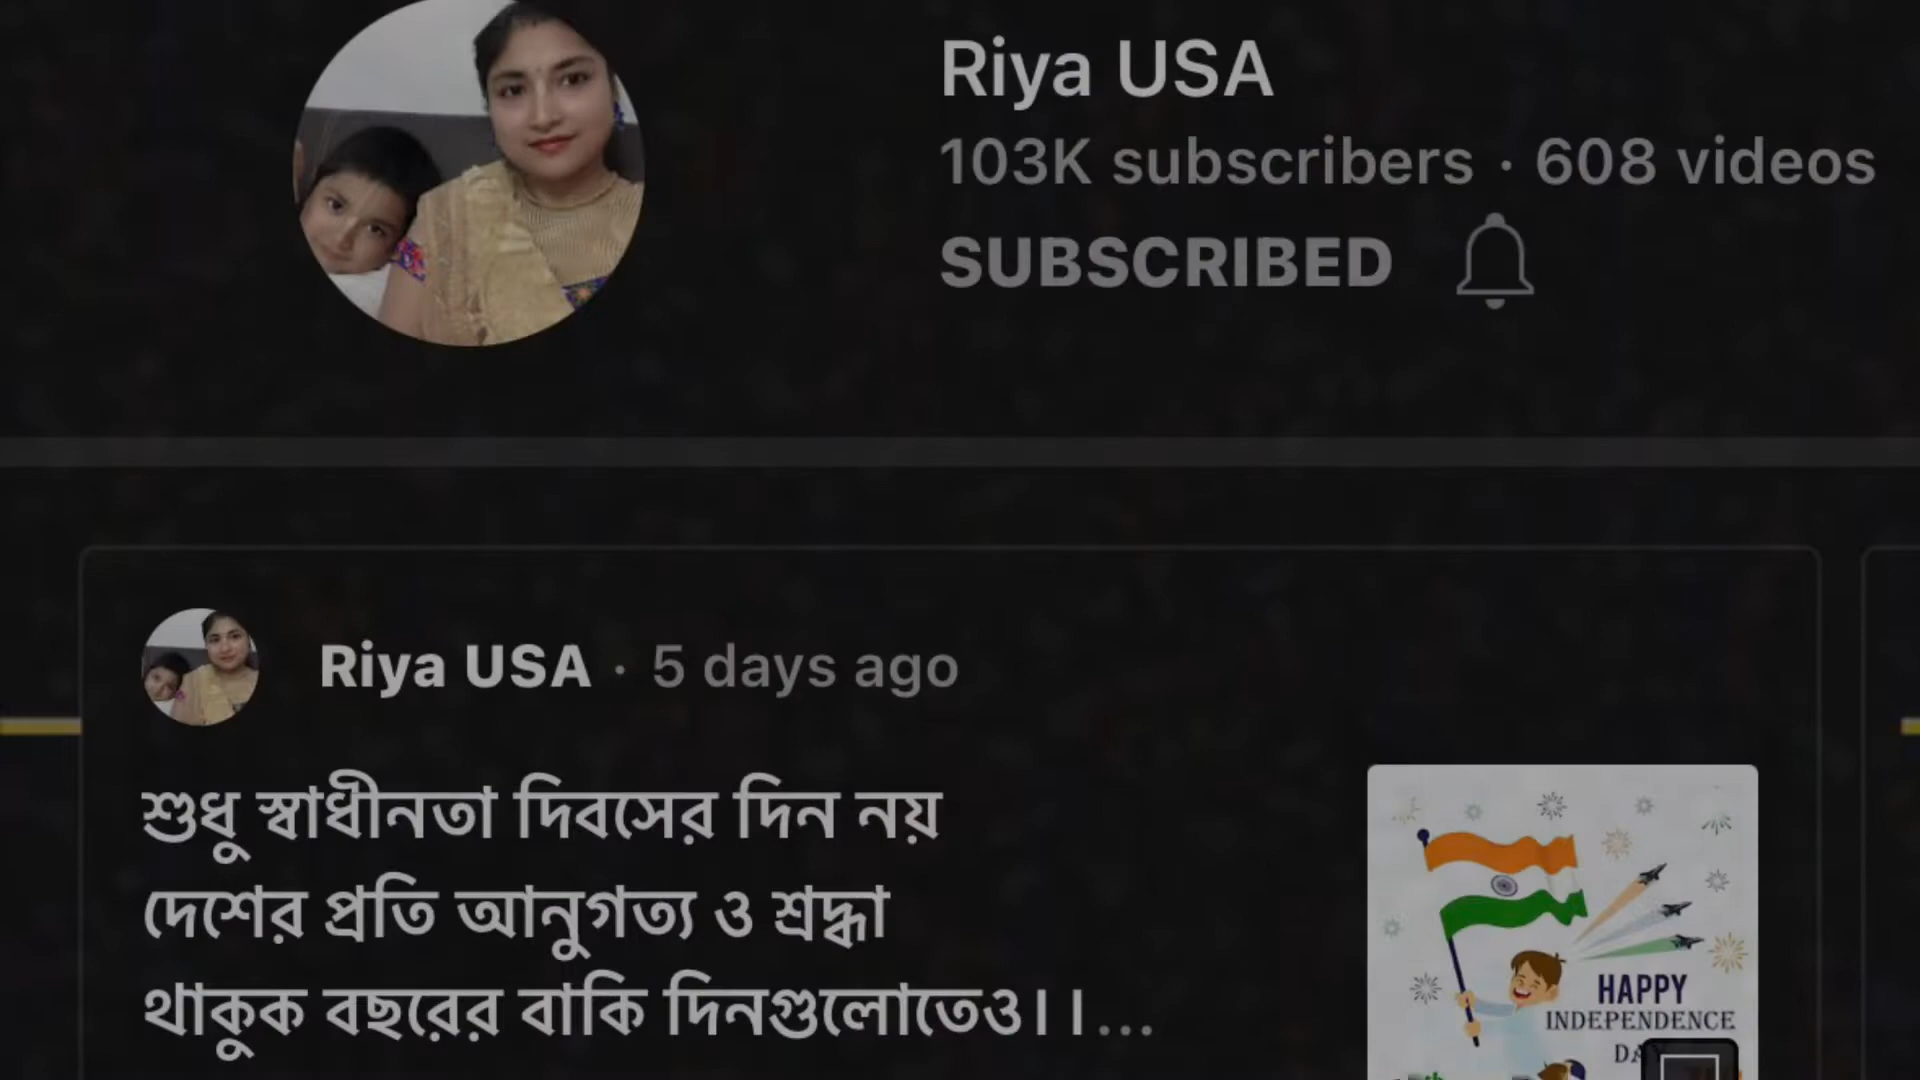 Riya USA
103K subscribers · 608 videos
SUBSCRIBED
Riya USA · 5 days ago
শুধু স্বাধীনতা দিবসের দিন নয়
দেশের প্রতি আনুগত্য ও শ্রদ্ধা
থাকুক বছরের বাকি দিনগুলোতেও।।...
HAPPY
INDEPENDENCE